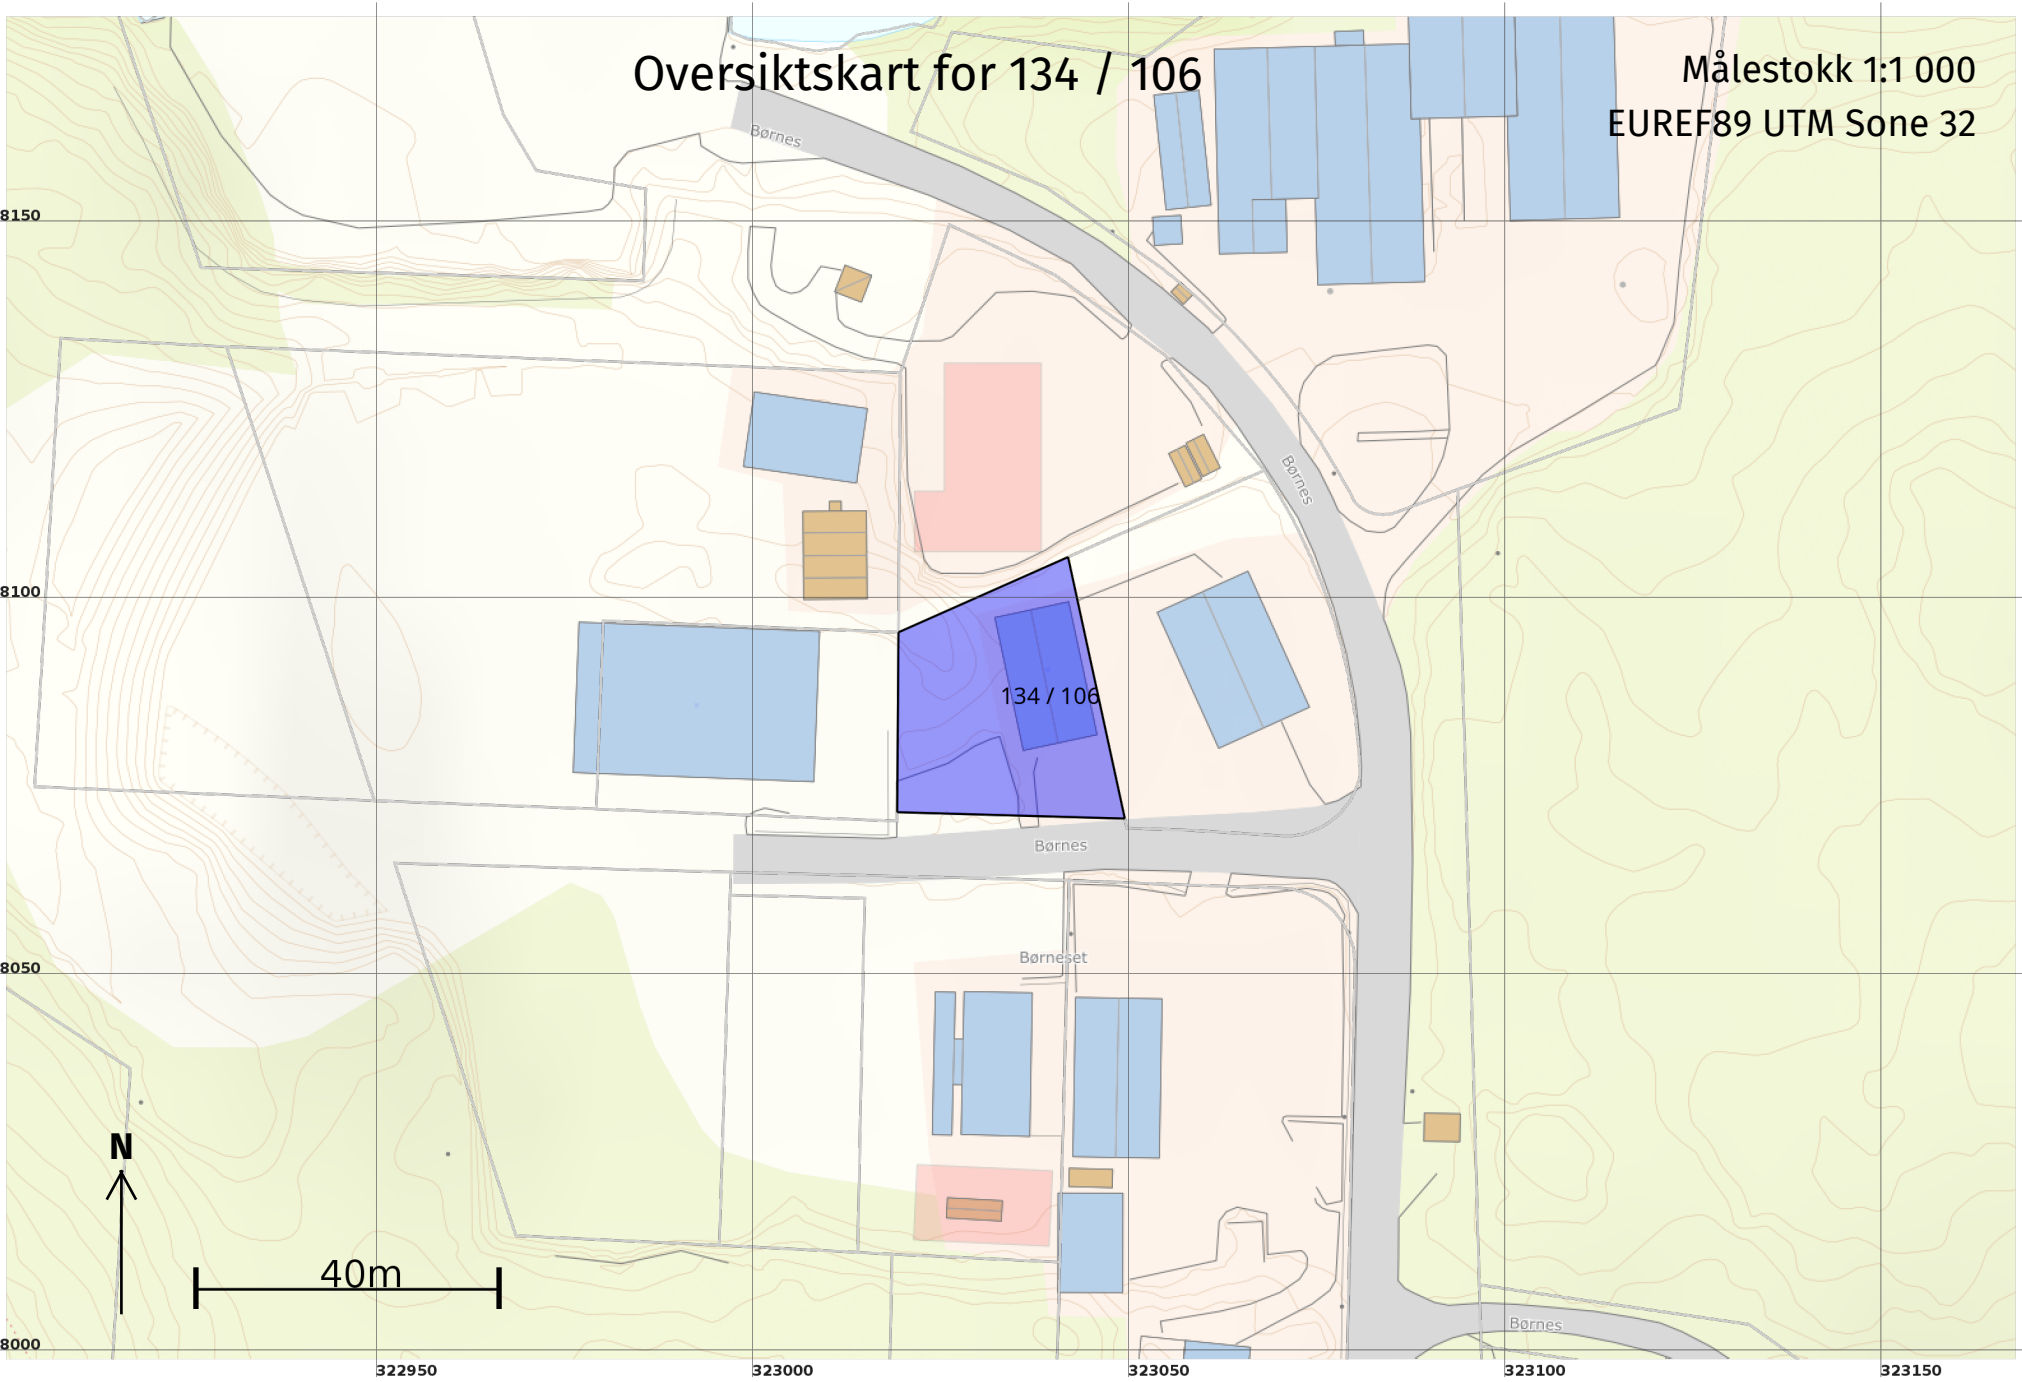 Oversiktskart for 134 / 106
Målestokk 1:1 000
EUREF89 UTM Sone 32
Børnes
8150
Børnes
8100
134 / 106
Børnes
Børneset
8050
N
40m
Børnes
8000
322950
323000
323050
323100
323150